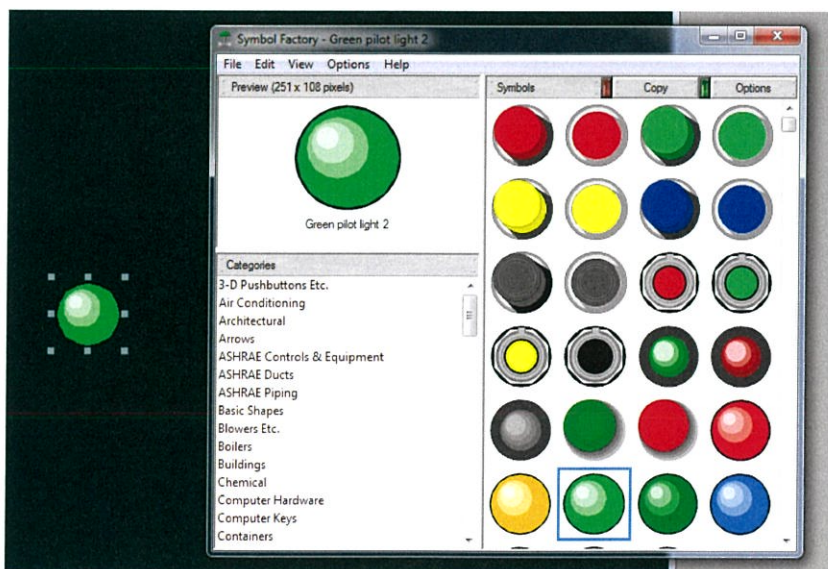 Symbol Factory - Green pilot light 2
File Edit View Options Help
Preview (251 x 108 pixels)
Green pilot light 2
Categories
3-D Pushbuttons Etc.
Air Conditioning
Architectural
Arrows
ASHRAE Controls & Equipment
ASHRAE Ducts
ASHRAE Piping
Basic Shapes
Blowers Etc.
Boilers
Buildings
Chemical
Computer Hardware
Computer Keys
Containers
Symbols Copy Options